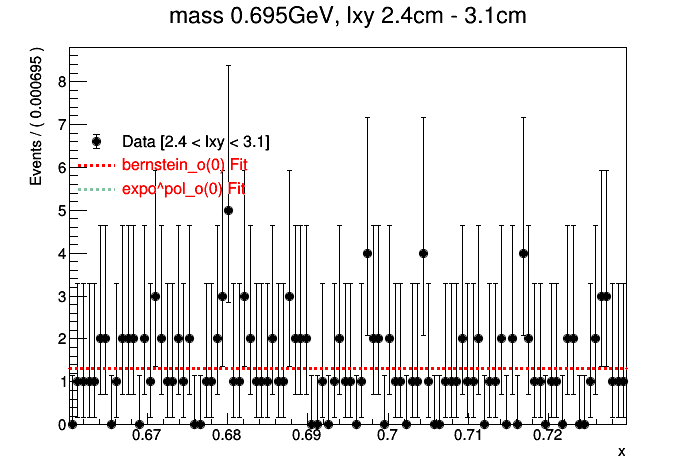 mass 0.695GeV, lxy 2.4cm - 3.1cm
Events / ( 0.000695 )
8
7
6
5
4
3
2
1
0
Data [2.4 < lxy < 3.1]
bernstein_o(0) Fit
expo^pol_o(0) Fit
0.67 0.68 0.69 0.7 0.71 0.72
x